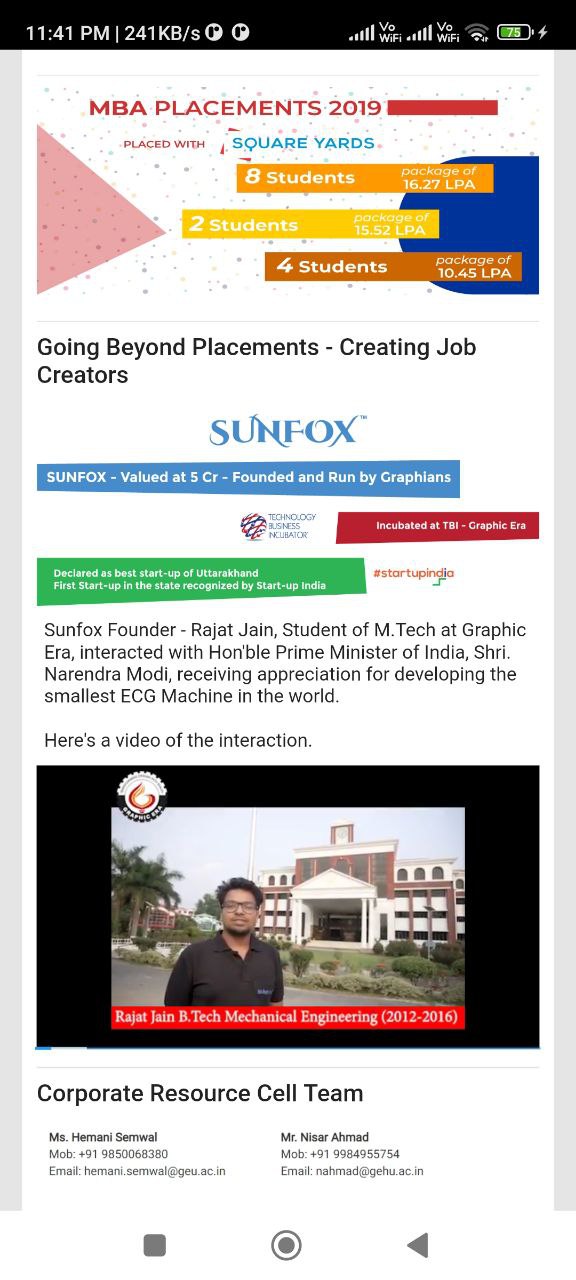 11:41 PM | 241KB/s
Vo
WiFi
Vo
WiFi
75
MBA PLACEMENTS 2019
PLACED WITH SQUARE YARDS
8 Students package of
16.27 LPA
2 Students package of
15.52 LPA
4 Students package of
10.45 LPA
Going Beyond Placements - Creating Job
Creators
SUNFOX™
SUNFOX - Valued at 5 Cr - Founded and Run by Graphians
TECHNOLOGY
BUSINESS
INCUBATOR
Incubated at TBI - Graphic Era
Declared as best start-up of Uttarakhand
First Start-up in the state recognized by Start-up India
#startupindia
Sunfox Founder - Rajat Jain, Student of M.Tech at Graphic
Era, interacted with Hon'ble Prime Minister of India, Shri.
Narendra Modi, receiving appreciation for developing the
smallest ECG Machine in the world.
Here's a video of the interaction.
GRAPHIC ERA
Rajat Jain B.Tech Mechanical Engineering (2012-2016)
Corporate Resource Cell Team
Ms. Hemani Semwal
Mob: +91 9850068380
Email: hemani.semwal@geu.ac.in
Mr. Nisar Ahmad
Mob: +91 9984955754
Email: nahmad@gehu.ac.in